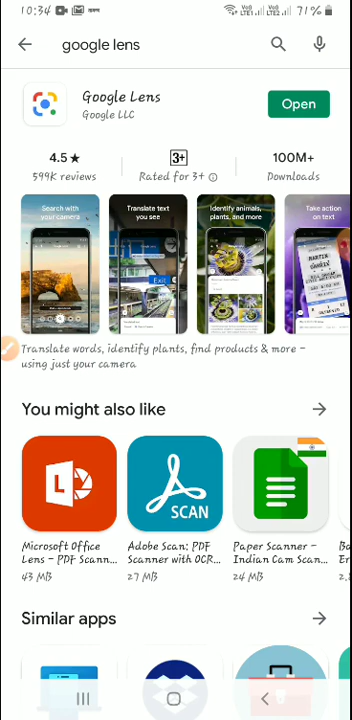 10:34
VoLTE1 VoLTE2 71%
google lens
Google Lens
Google LLC
Open
4.5★
3+
100M+
599K reviews
Rated for 3+
Downloads
Search with
your camera
Translate text
you see
Identify animals,
plants, and more
Take action
on text
Exit
Translate words, identify plants, find products & more –
using just your camera
You might also like
L
SCAN
Microsoft Office
Lens – PDF Scann...
43 MB
Adobe Scan: PDF
Scanner with OCR...
27 MB
Paper Scanner –
Indian Cam Scan...
24 MB
Similar apps